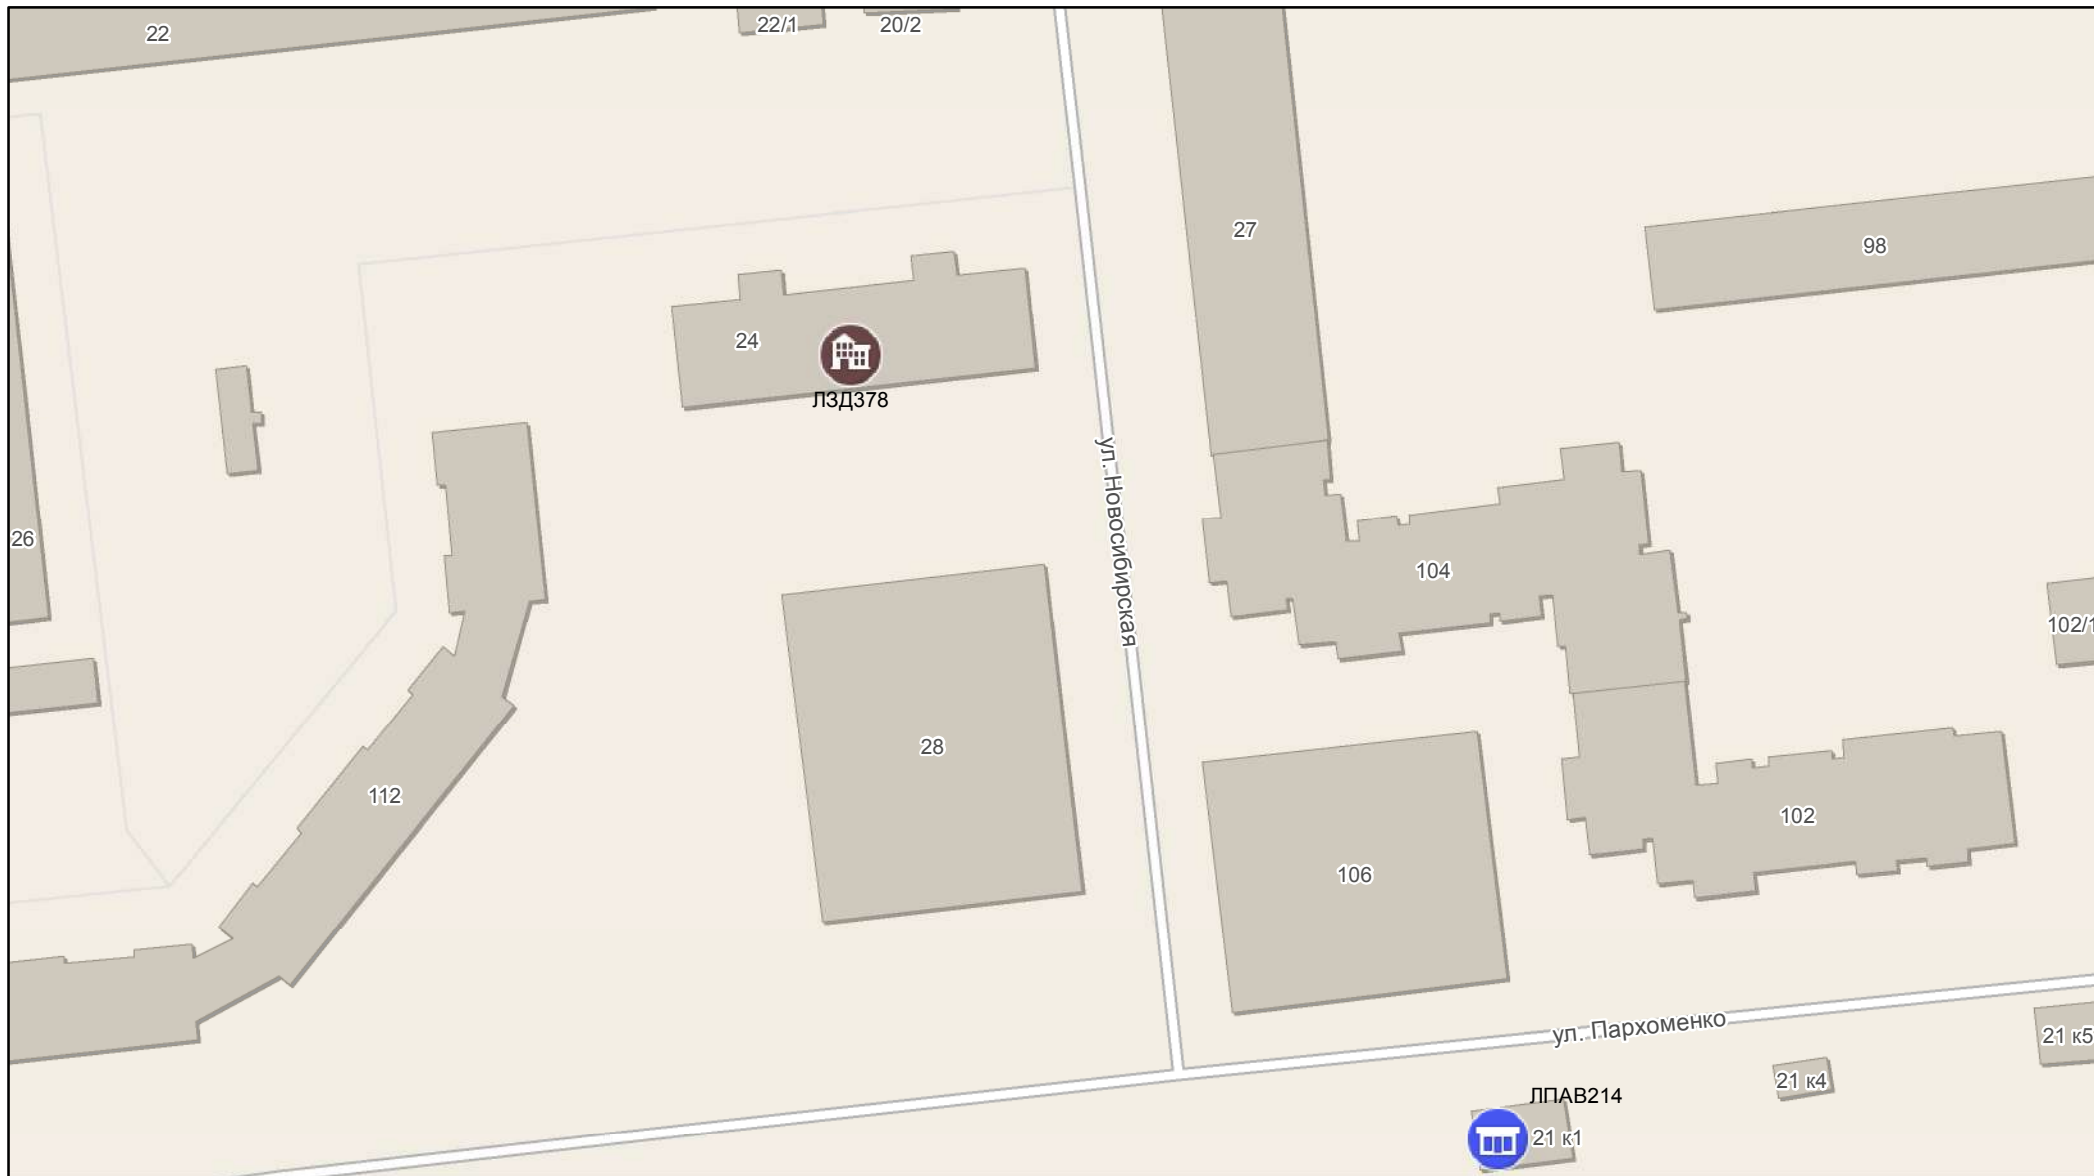 22
22/1
20/2
27
98
24
ЛЗД378
ул. Новосибирская
26
104
102/1
28
112
102
106
ул. Пархоменко
21 к5
21 к4
ЛПАВ214
21 к1